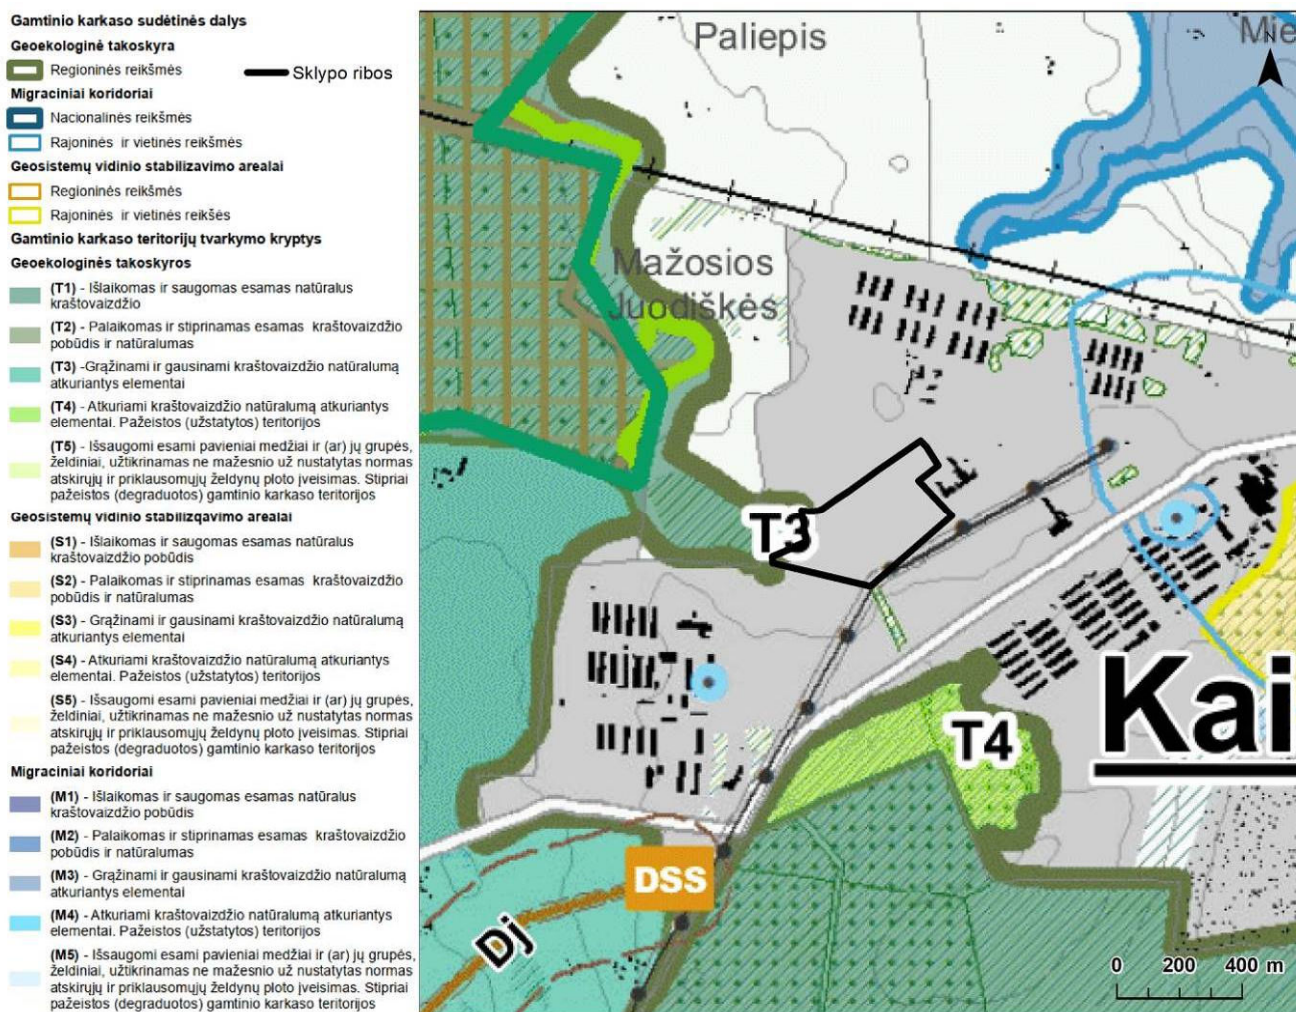 Gamtinio karkaso sudėtinės dalys
Geoekologinė takoskyra
Regioninės reikšmės
Sklypo ribos
Migraciniai koridoriai
Nacionalinės reikšmės
Rajoninės ir vietinės reikšmės
Geosistemų vidinio stabilizavimo arealai
Regioninės reikšmės
Rajoninės ir vietinės reikšės
Gamtinio karkaso teritorijų tvarkymo kryptys
Geoekologinės takoskyros
(T1) - Išlaikomas ir saugomas esamas natūralus
kraštovaizdžio
(T2) - Palaikomas ir stiprinamas esamas kraštovaizdžio
pobūdis ir natūralumas
(T3) -Grąžinami ir gausinami kraštovaizdžio natūralumą
atkuriantys elementai
(T4) - Atkuriami kraštovaizdžio natūralumą atkuriantys
elementai. Pažeistos (užstatytos) teritorijos
(T5) - Išsaugomi esami pavieniai medžiai ir (ar) jų grupės,
želdiniai, užtikrinamas ne mažesnio už nustatytas normas
atskirųjų ir priklausomųjų želdynų ploto įveisimas. Stipriai
pažeistos (degraduotos) gamtinio karkaso teritorijos
Geosistemų vidinio stabilizqavimo arealai
(S1) - Išlaikomas ir saugomas esamas natūralus
kraštovaizdžio pobūdis
(S2) - Palaikomas ir stiprinamas esamas kraštovaizdžio
pobūdis ir natūralumas
(S3) - Grąžinami ir gausinami kraštovaizdžio natūralumą
atkuriantys elementai
(S4) - Atkuriami kraštovaizdžio natūralumą atkuriantys
elementai. Pažeistos (užstatytos) teritorijos
(S5) - Išsaugomi esami pavieniai medžiai ir (ar) jų grupės,
želdiniai, užtikrinamas ne mažesnio už nustatytas normas
atskirųjų ir priklausomųjų želdynų ploto įveisimas. Stipriai
pažeistos (degraduotos) gamtinio karkaso teritorijos
Migraciniai koridoriai
(M1) - Išlaikomas ir saugomas esamas natūralus
kraštovaizdžio pobūdis
(M2) - Palaikomas ir stiprinamas esamas kraštovaizdžio
pobūdis ir natūralumas
(M3) - Grąžinami ir gausinami kraštovaizdžio natūralumą
atkuriantys elementai
(M4) - Atkuriami kraštovaizdžio natūralumą atkuriantys
elementai. Pažeistos (užstatytos) teritorijos
(M5) - Išsaugomi esami pavieniai medžiai ir (ar) jų grupės,
želdiniai, užtikrinamas ne mažesnio už nustatytas normas
atskirųjų ir priklausomųjų želdynų ploto įveisimas. Stipriai
pažeistos (degraduotos) gamtinio karkaso teritorijos
Paliepis
Mie
N
Mažosios
Juodiškės
T3
T4
Kai
DSS
Dj
0 200 400 m